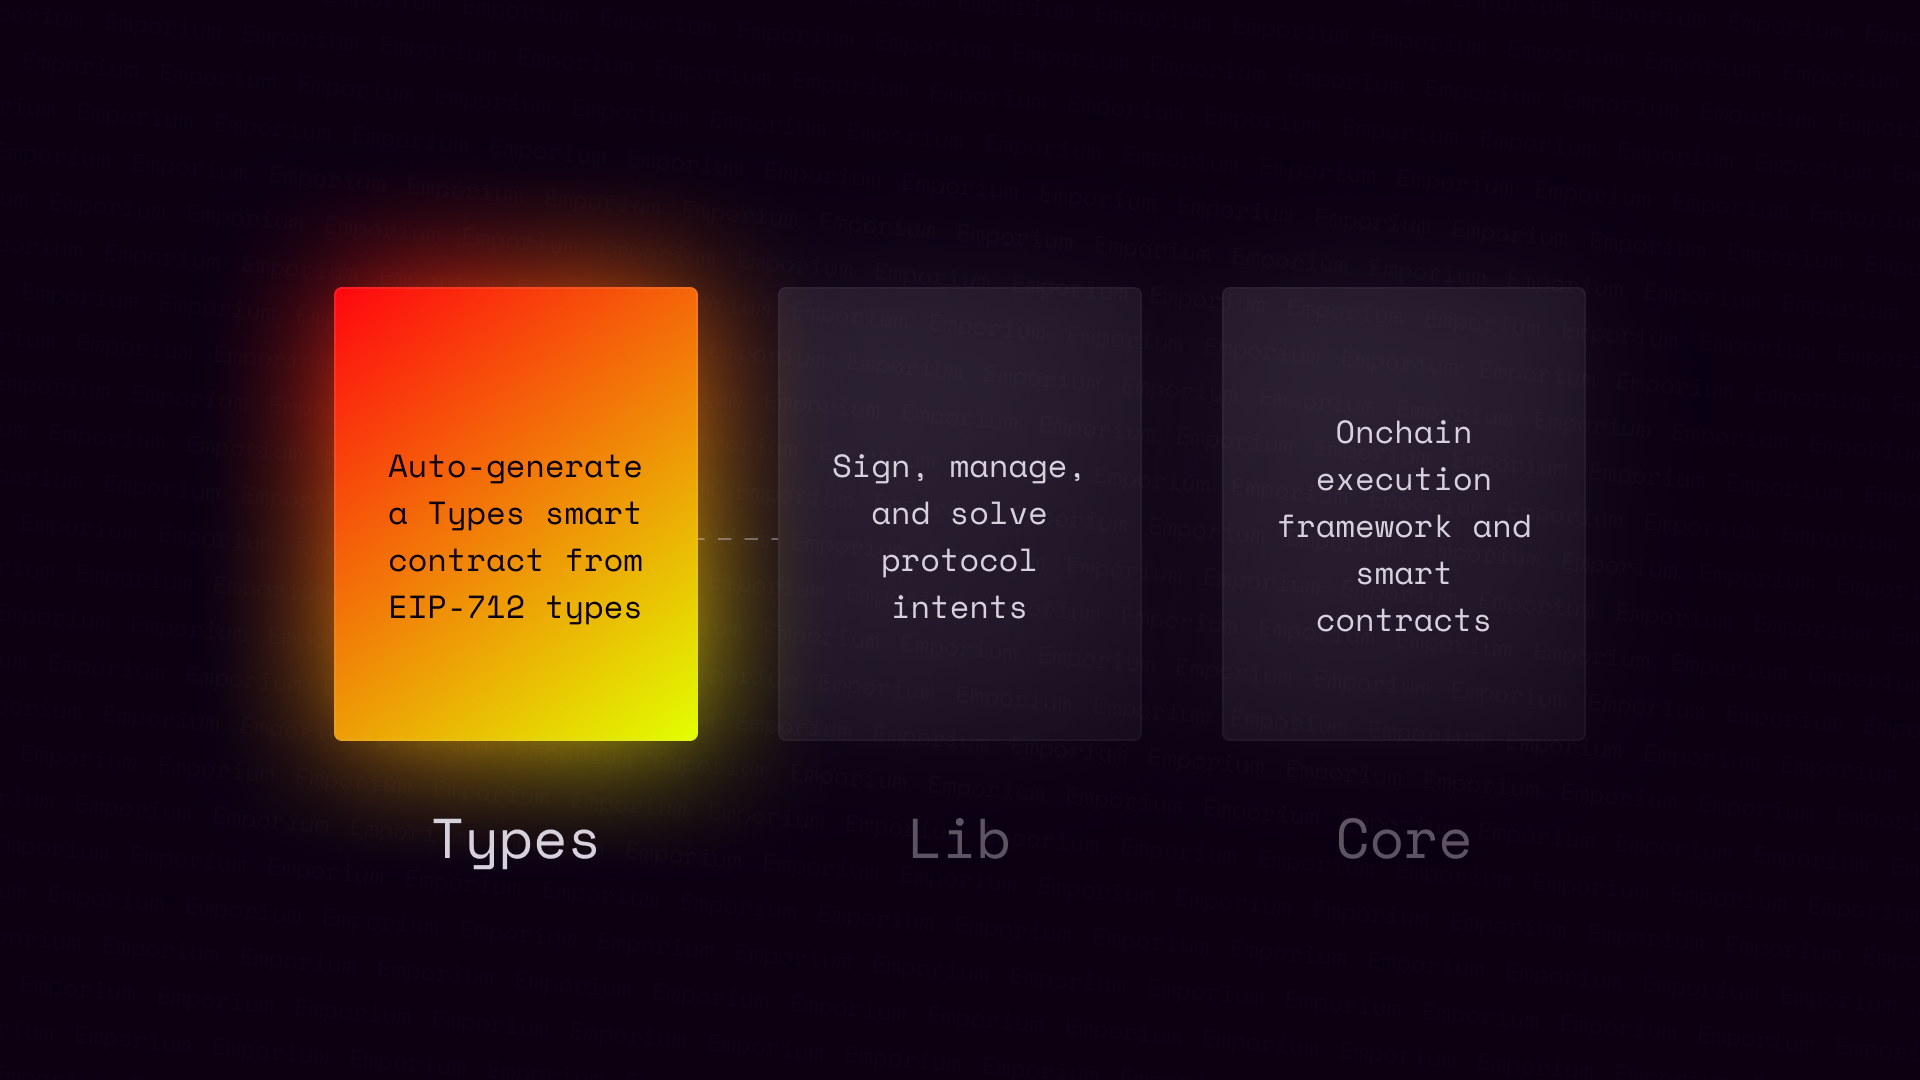 Auto-generate
a Types smart
contract from
EIP-712 types
Sign, manage,
and solve
protocol
intents
Onchain
execution
framework and
smart
contracts
Types
Lib
Core
Emporium